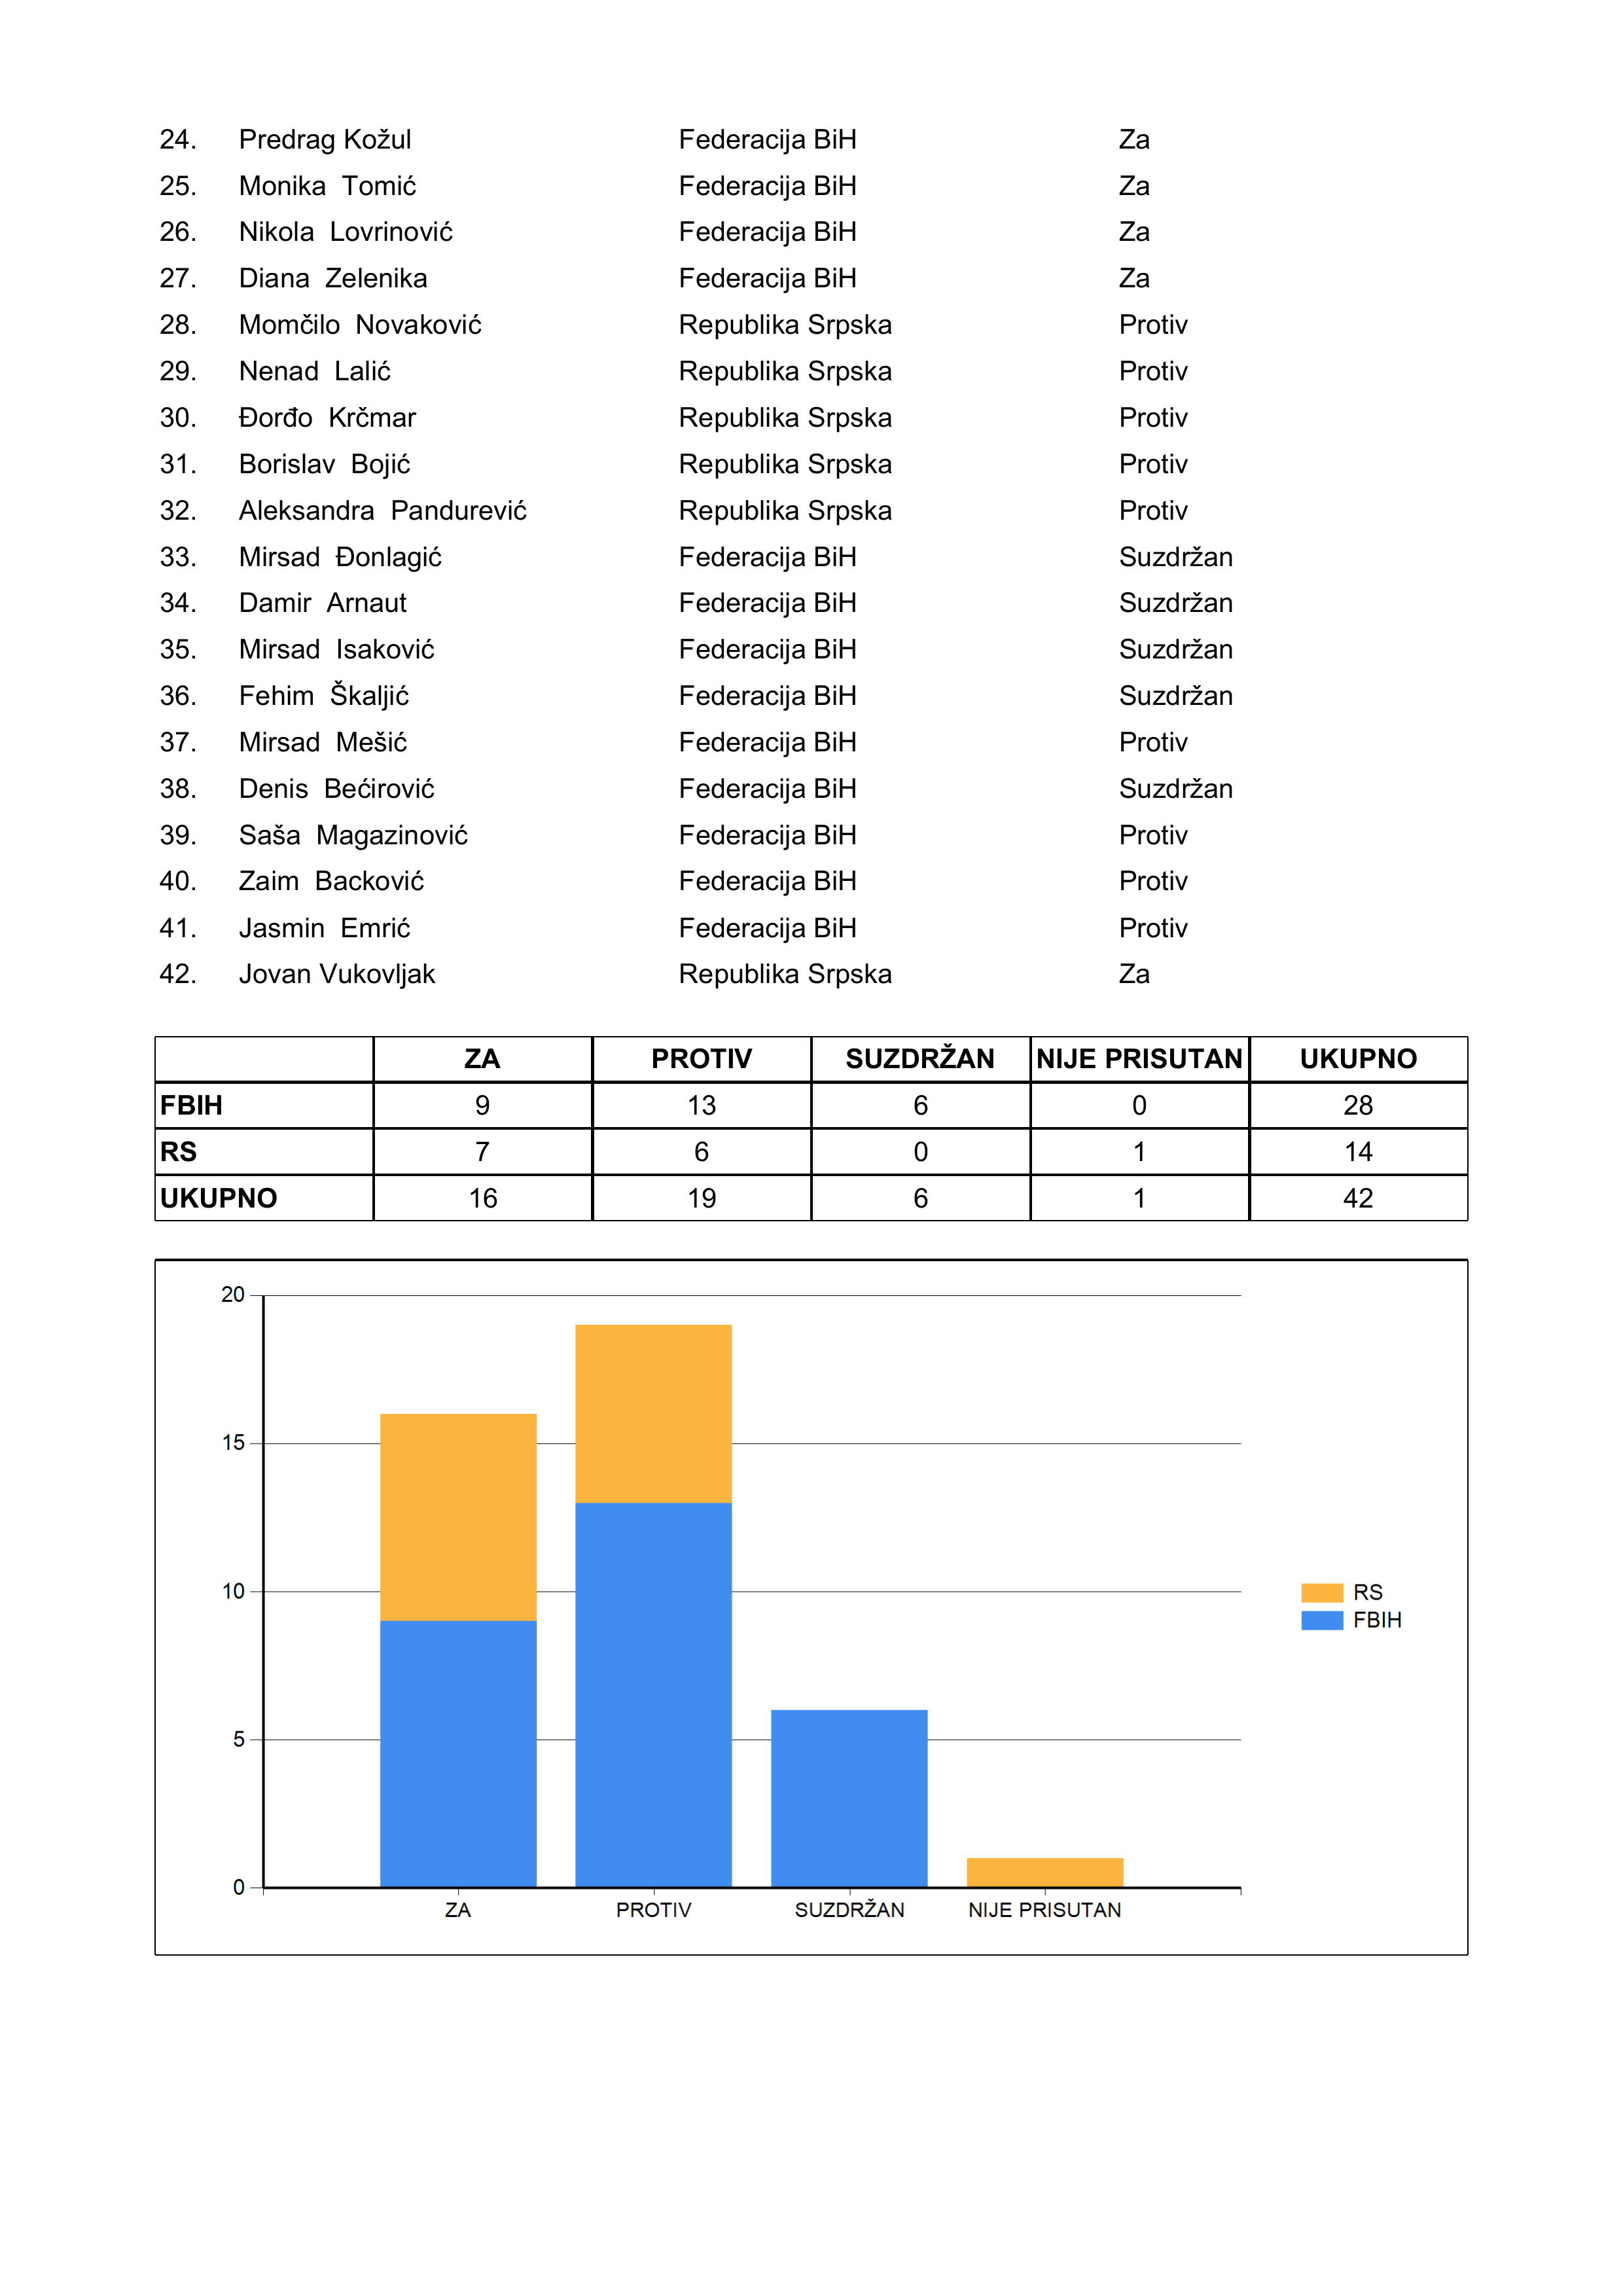 24. Predrag Kožul Federacija BiH Za
25. Monika Tomić Federacija BiH Za
26. Nikola Lovrinović Federacija BiH Za
27. Diana Zelenika Federacija BiH Za
28. Momčilo Novaković Republika Srpska Protiv
29. Nenad Lalić Republika Srpska Protiv
30. Đorđo Krčmar Republika Srpska Protiv
31. Borislav Bojić Republika Srpska Protiv
32. Aleksandra Pandurević Republika Srpska Protiv
33. Mirsad Đonlagić Federacija BiH Suzdržan
34. Damir Arnaut Federacija BiH Suzdržan
35. Mirsad Isaković Federacija BiH Suzdržan
36. Fehim Škaljić Federacija BiH Suzdržan
37. Mirsad Mešić Federacija BiH Protiv
38. Denis Bećirović Federacija BiH Suzdržan
39. Saša Magazinović Federacija BiH Protiv
40. Zaim Backović Federacija BiH Protiv
41. Jasmin Emrić Federacija BiH Protiv
42. Jovan Vukovljak Republika Srpska Za
ZA PROTIV SUZDRŽAN NIJE PRISUTAN UKUPNO
FBIH 9 13 6 0 28
RS 7 6 0 1 14
UKUPNO 16 19 6 1 42
20
15
10
5
0
ZA PROTIV SUZDRŽAN NIJE PRISUTAN
RS
FBIH